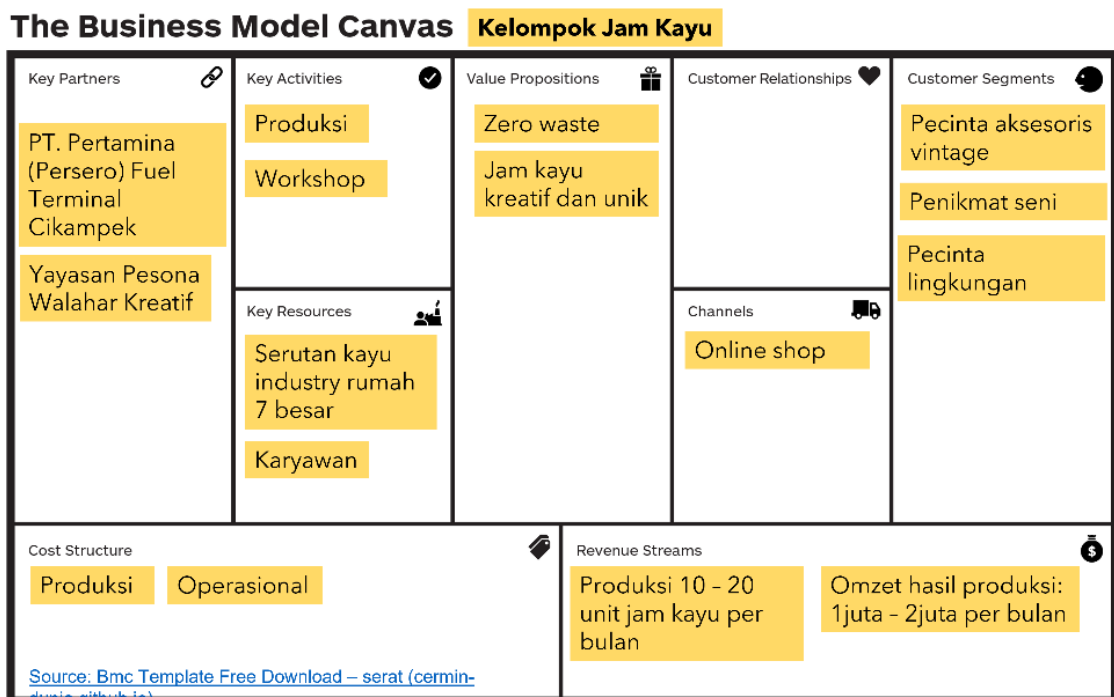 The Business Model Canvas
Kelompok Jam Kayu
Key Partners
PT. Pertamina
(Persero) Fuel
Terminal
Cikampek
Yayasan Pesona
Walahar Kreatif
Key Activities
Produksi
Workshop
Key Resources
Serutan kayu
industry rumah
7 besar
Karyawan
Value Propositions
Zero waste
Jam kayu
kreatif dan unik
Customer Relationships
Channels
Online shop
Customer Segments
Pecinta aksesoris
vintage
Penikmat seni
Pecinta
lingkungan
Cost Structure
Produksi
Operasional
Source: Bmc Template Free Download – serat (cermin-
dunia.github.io)
Revenue Streams
Produksi 10 – 20
unit jam kayu per
bulan
Omzet hasil produksi:
1juta – 2juta per bulan